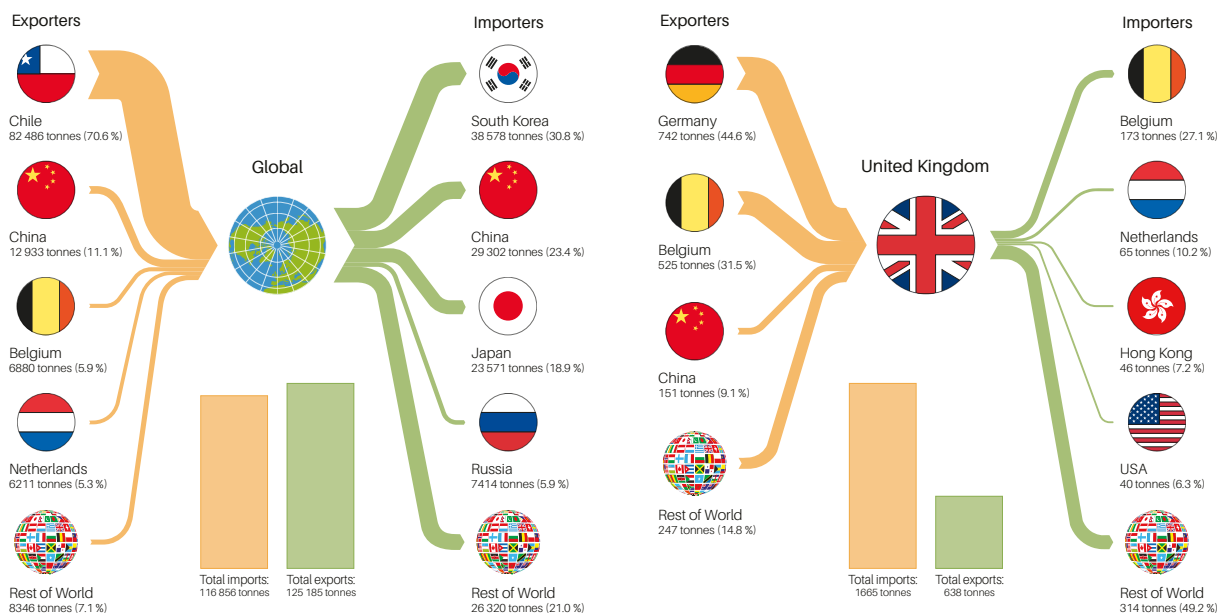 Exporters
Importers
Chile
82 486 tonnes (70.6 %)
China
12 933 tonnes (11.1 %)
Belgium
6880 tonnes (5.9 %)
Netherlands
6211 tonnes (5.3 %)
Rest of World
8346 tonnes (7.1 %)
Global
Total imports:
116 856 tonnes
Total exports:
125 185 tonnes
South Korea
38 578 tonnes (30.8 %)
China
29 302 tonnes (23.4 %)
Japan
23 571 tonnes (18.9 %)
Russia
7414 tonnes (5.9 %)
Rest of World
26 320 tonnes (21.0 %)
Exporters
Importers
Germany
742 tonnes (44.6 %)
Belgium
525 tonnes (31.5 %)
China
151 tonnes (9.1 %)
Rest of World
247 tonnes (14.8 %)
United Kingdom
Total imports:
1665 tonnes
Total exports:
638 tonnes
Belgium
173 tonnes (27.1 %)
Netherlands
65 tonnes (10.2 %)
Hong Kong
46 tonnes (7.2 %)
USA
40 tonnes (6.3 %)
Rest of World
314 tonnes (49.2 %)